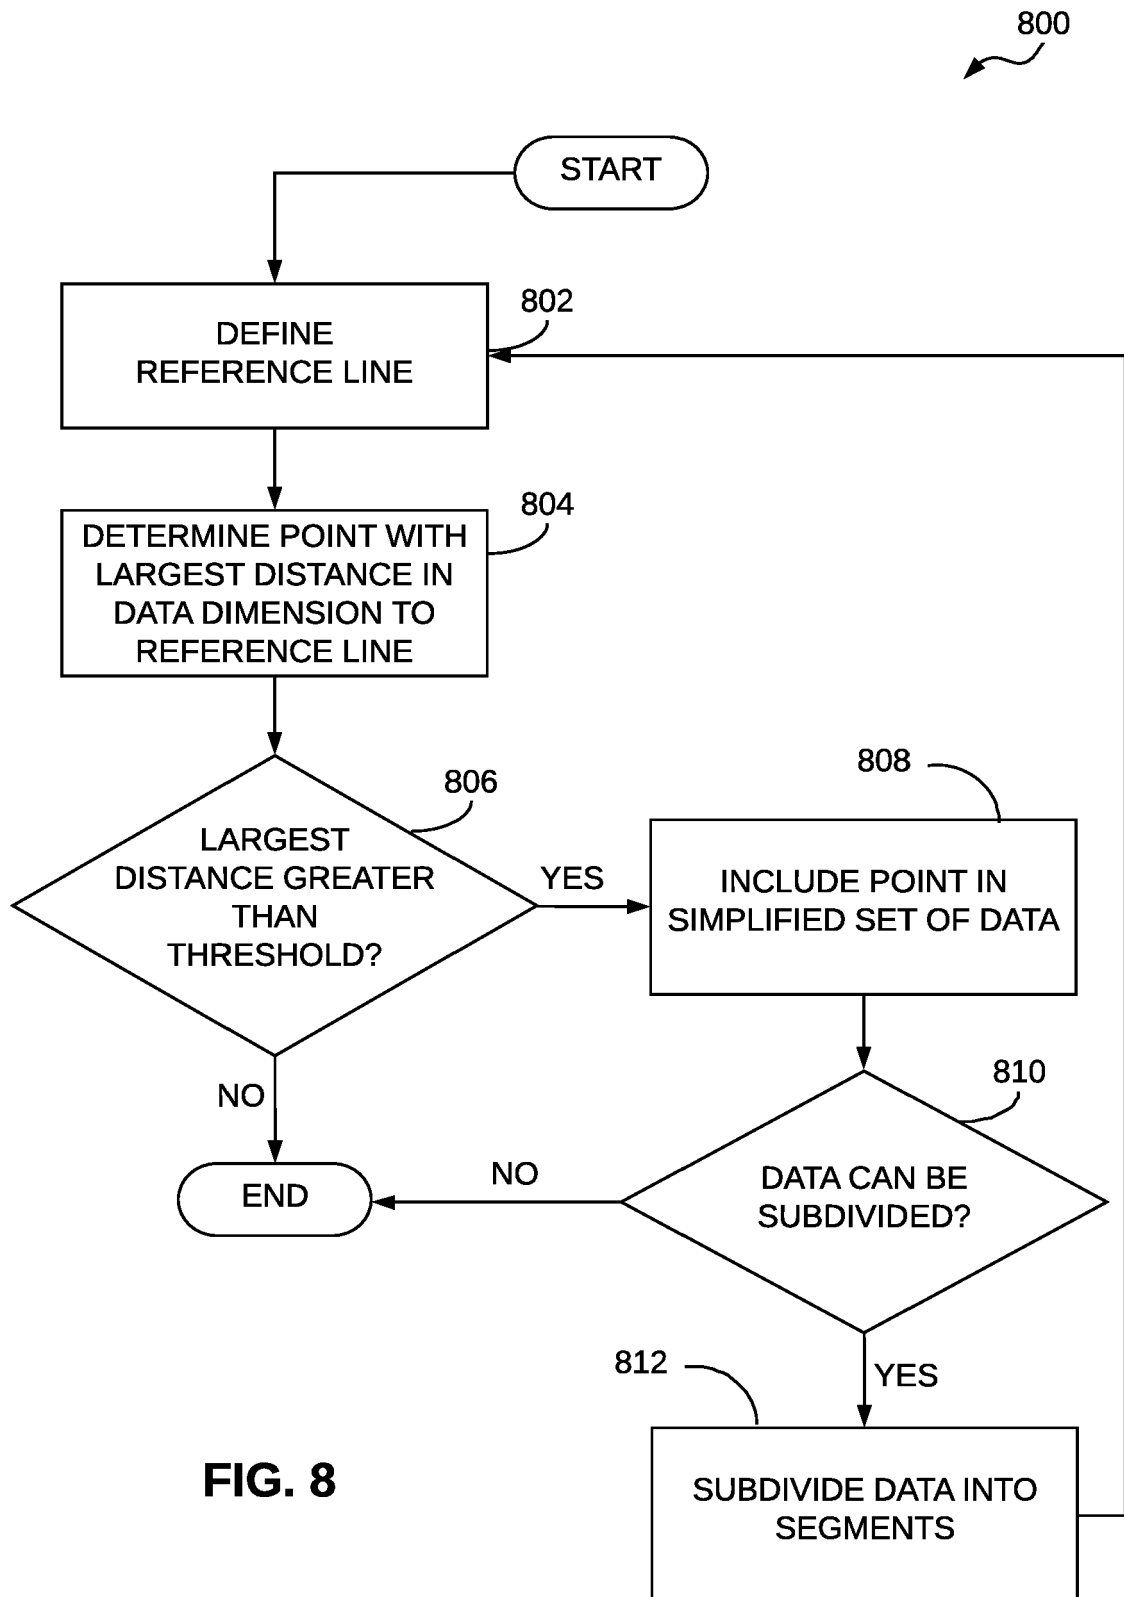 800
START
802
DEFINE
REFERENCE LINE
804
DETERMINE POINT WITH
LARGEST DISTANCE IN
DATA DIMENSION TO
REFERENCE LINE
806
LARGEST
DISTANCE GREATER
THAN
THRESHOLD?
YES
808
INCLUDE POINT IN
SIMPLIFIED SET OF DATA
NO
810
DATA CAN BE
SUBDIVIDED?
NO
END
YES
812
SUBDIVIDE DATA INTO
SEGMENTS
FIG. 8